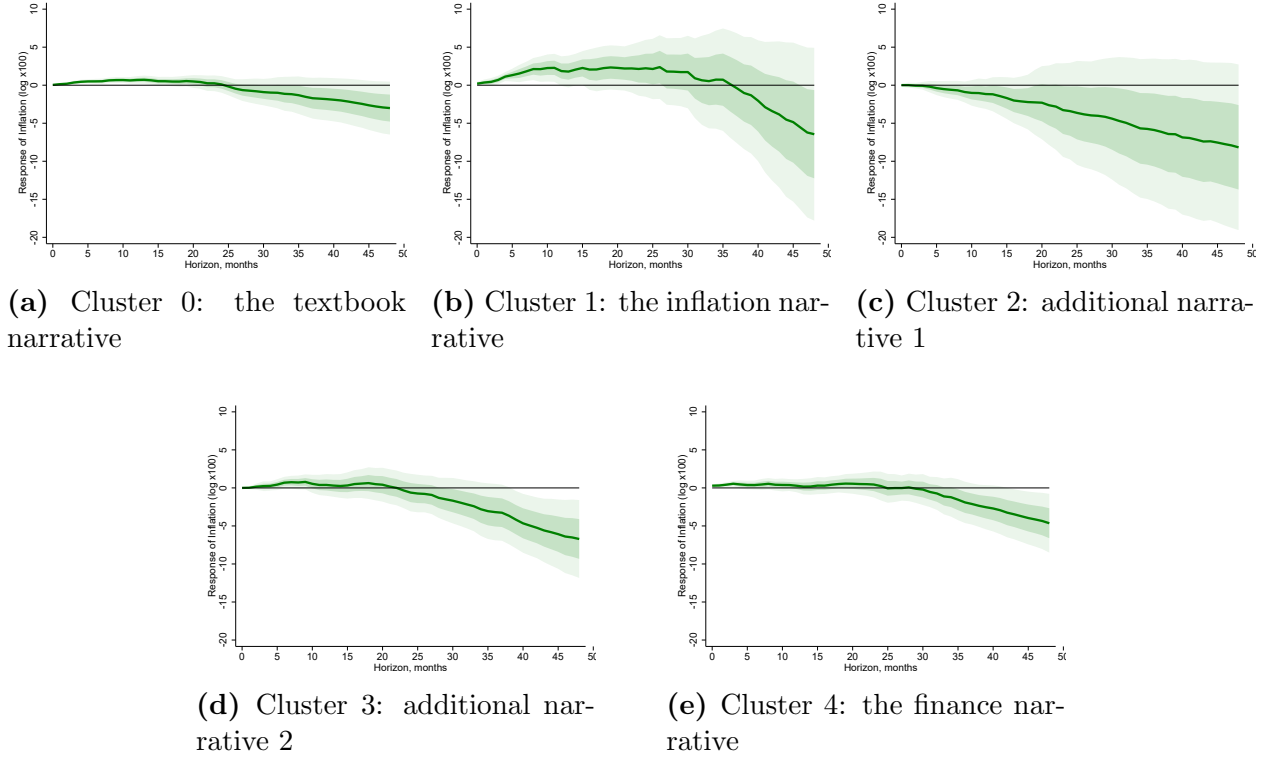 10
5
0
-5
-10
-15
-20
Response of Inflation (log x100)
0 5 10 15 20 25 30 35 40 45 50
Horizon, months
10
5
0
-5
-10
-15
-20
Response of Inflation (log x100)
0 5 10 15 20 25 30 35 40 45 50
Horizon, months
10
5
0
-5
-10
-15
-20
Response of Inflation (log x100)
0 5 10 15 20 25 30 35 40 45 50
Horizon, months
(a) Cluster 0: the textbook
narrative
(b) Cluster 1: the inflation nar-
rative
(c) Cluster 2: additional narra-
tive 1
10
5
0
-5
-10
-15
-20
Response of Inflation (log x100)
0 5 10 15 20 25 30 35 40 45 50
Horizon, months
10
5
0
-5
-10
-15
-20
Response of Inflation (log x100)
0 5 10 15 20 25 30 35 40 45 50
Horizon, months
(d) Cluster 3: additional nar-
rative 2
(e) Cluster 4: the finance nar-
rative